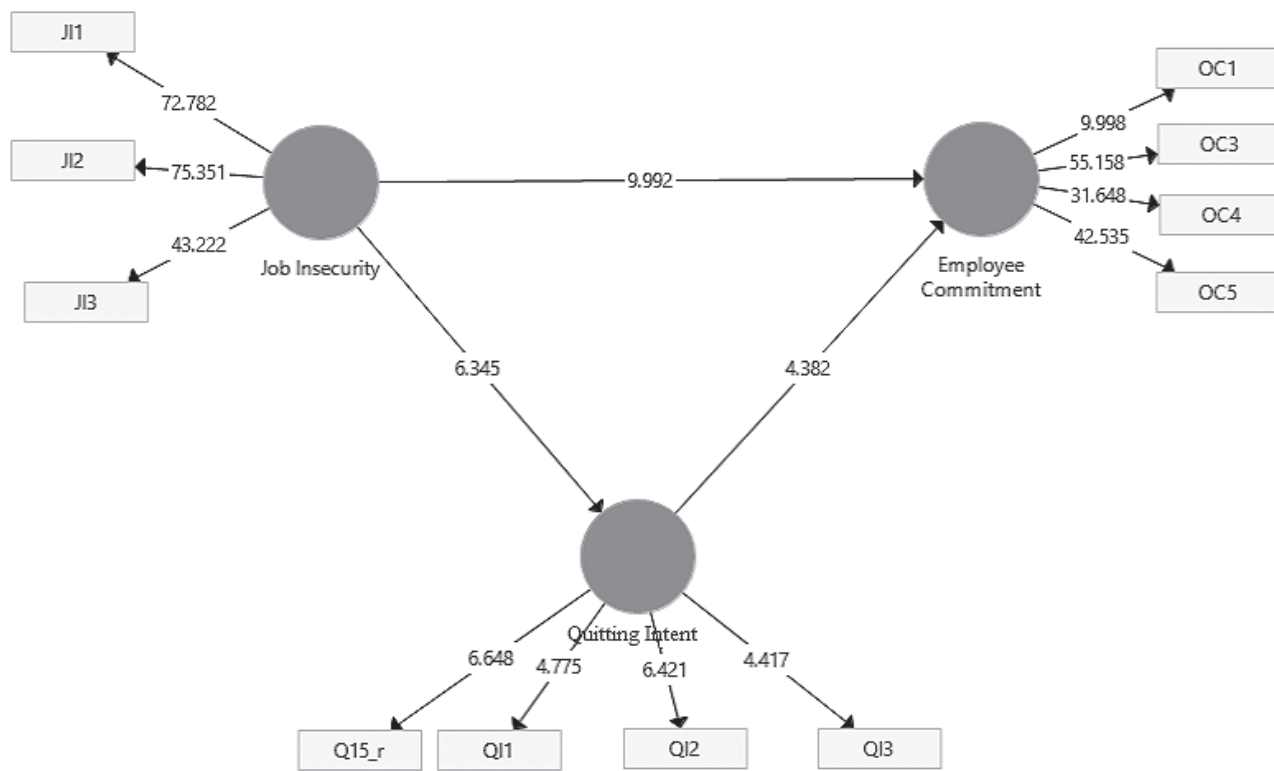 JI1
72.782
JI2
75.351
43.222
JI3
Job Insecurity
9.992
OC1
9.998
OC3
55.158
31.648
OC4
42.535
OC5
Employee
Commitment
6.345
4.382
Quitting Intent
6.648
4.775
6.421
4.417
Q15_r
QI1
QI2
QI3